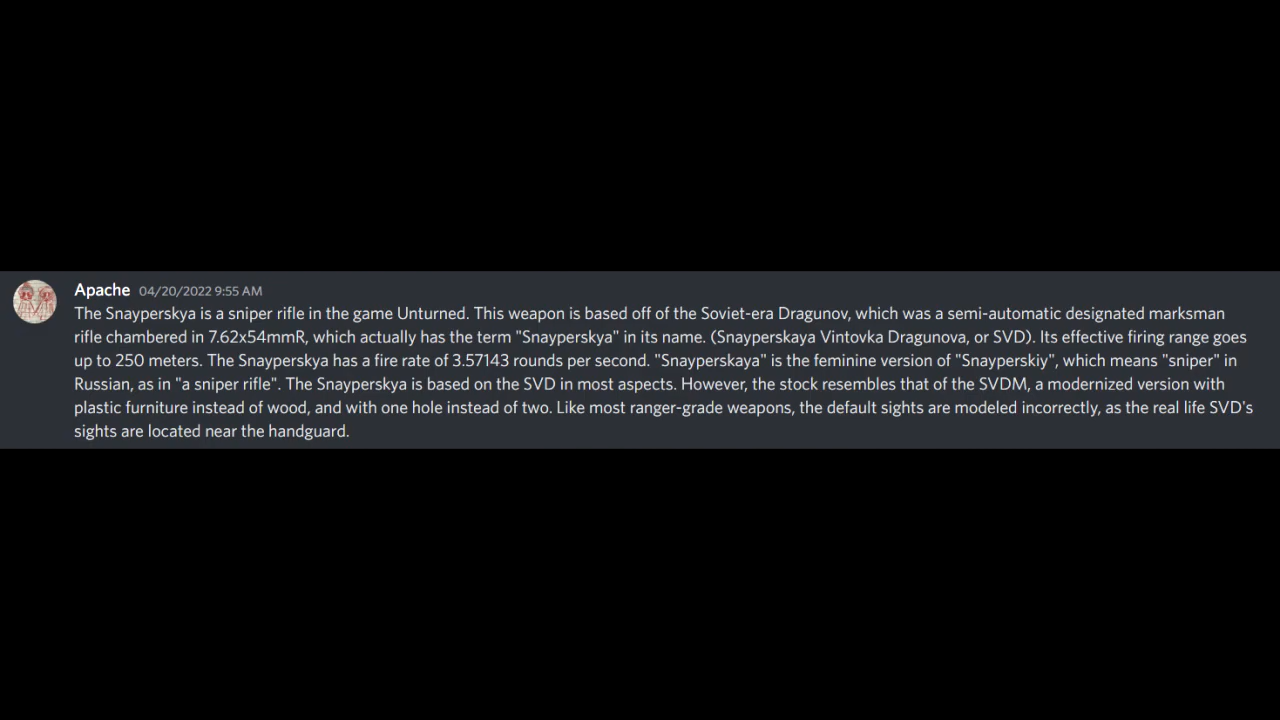 Apache 04/20/2022 9:55 AM
The Snayperskya is a sniper rifle in the game Unturned. This weapon is based off of the Soviet-era Dragunov, which was a semi-automatic designated marksman
rifle chambered in 7.62x54mmR, which actually has the term "Snayperskya" in its name. (Snayperskaya Vintovka Dragunova, or SVD). Its effective firing range goes
up to 250 meters. The Snayperskya has a fire rate of 3.57143 rounds per second. "Snayperskaya" is the feminine version of "Snayperskiy", which means "sniper" in
Russian, as in "a sniper rifle". The Snayperskya is based on the SVD in most aspects. However, the stock resembles that of the SVDM, a modernized version with
plastic furniture instead of wood, and with one hole instead of two. Like most ranger-grade weapons, the default sights are modeled incorrectly, as the real life SVD's
sights are located near the handguard.